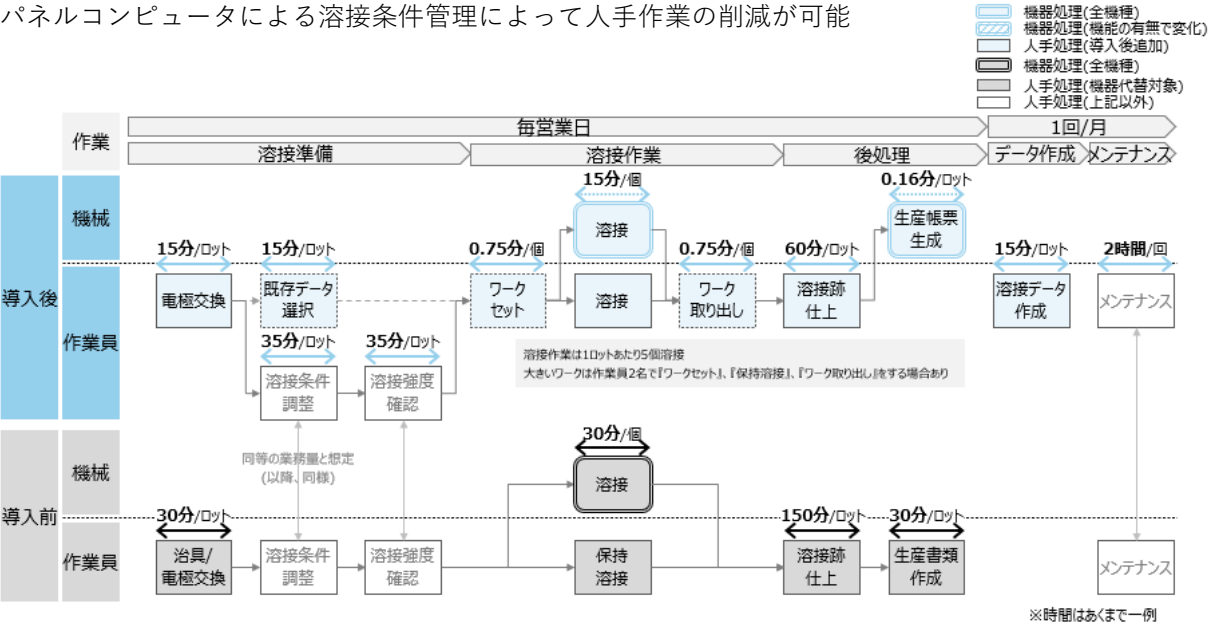 パネルコンピュータによる溶接条件管理によって人手作業の削減が可能
機器処理(全機種)
機器処理(機能の有無で変化)
人手処理(導入後追加)
機器処理(全機種)
人手処理(機器代替対象)
人手処理(上記以外)
作業
毎営業日
1回/月
溶接準備
溶接作業
後処理
データ作成
メンテナンス
導入後
機械
15分/個
溶接
0.16分/ロット
生産帳票
生成
作業員
15分/ロット
電極交換
15分/ロット
既存データ
選択
0.75分/個
ワーク
セット
溶接
0.75分/個
ワーク
取り出し
60分/ロット
溶接跡
仕上
15分/ロット
溶接データ
作成
2時間/回
メンテナンス
35分/ロット
溶接条件
調整
35分/ロット
溶接強度
確認
溶接作業は1ロットあたり5個溶接
大きいワークは作業員2名で『ワークセット』、『保持溶接』、『ワーク取り出し』をする場合あり
同等の業務量と想定
(以降、同様)
導入前
機械
30分/個
溶接
作業員
30分/ロット
治具/
電極交換
溶接条件
調整
溶接強度
確認
保持
溶接
150分/ロット
溶接跡
仕上
30分/ロット
生産書類
作成
メンテナンス
※時間はあくまで一例